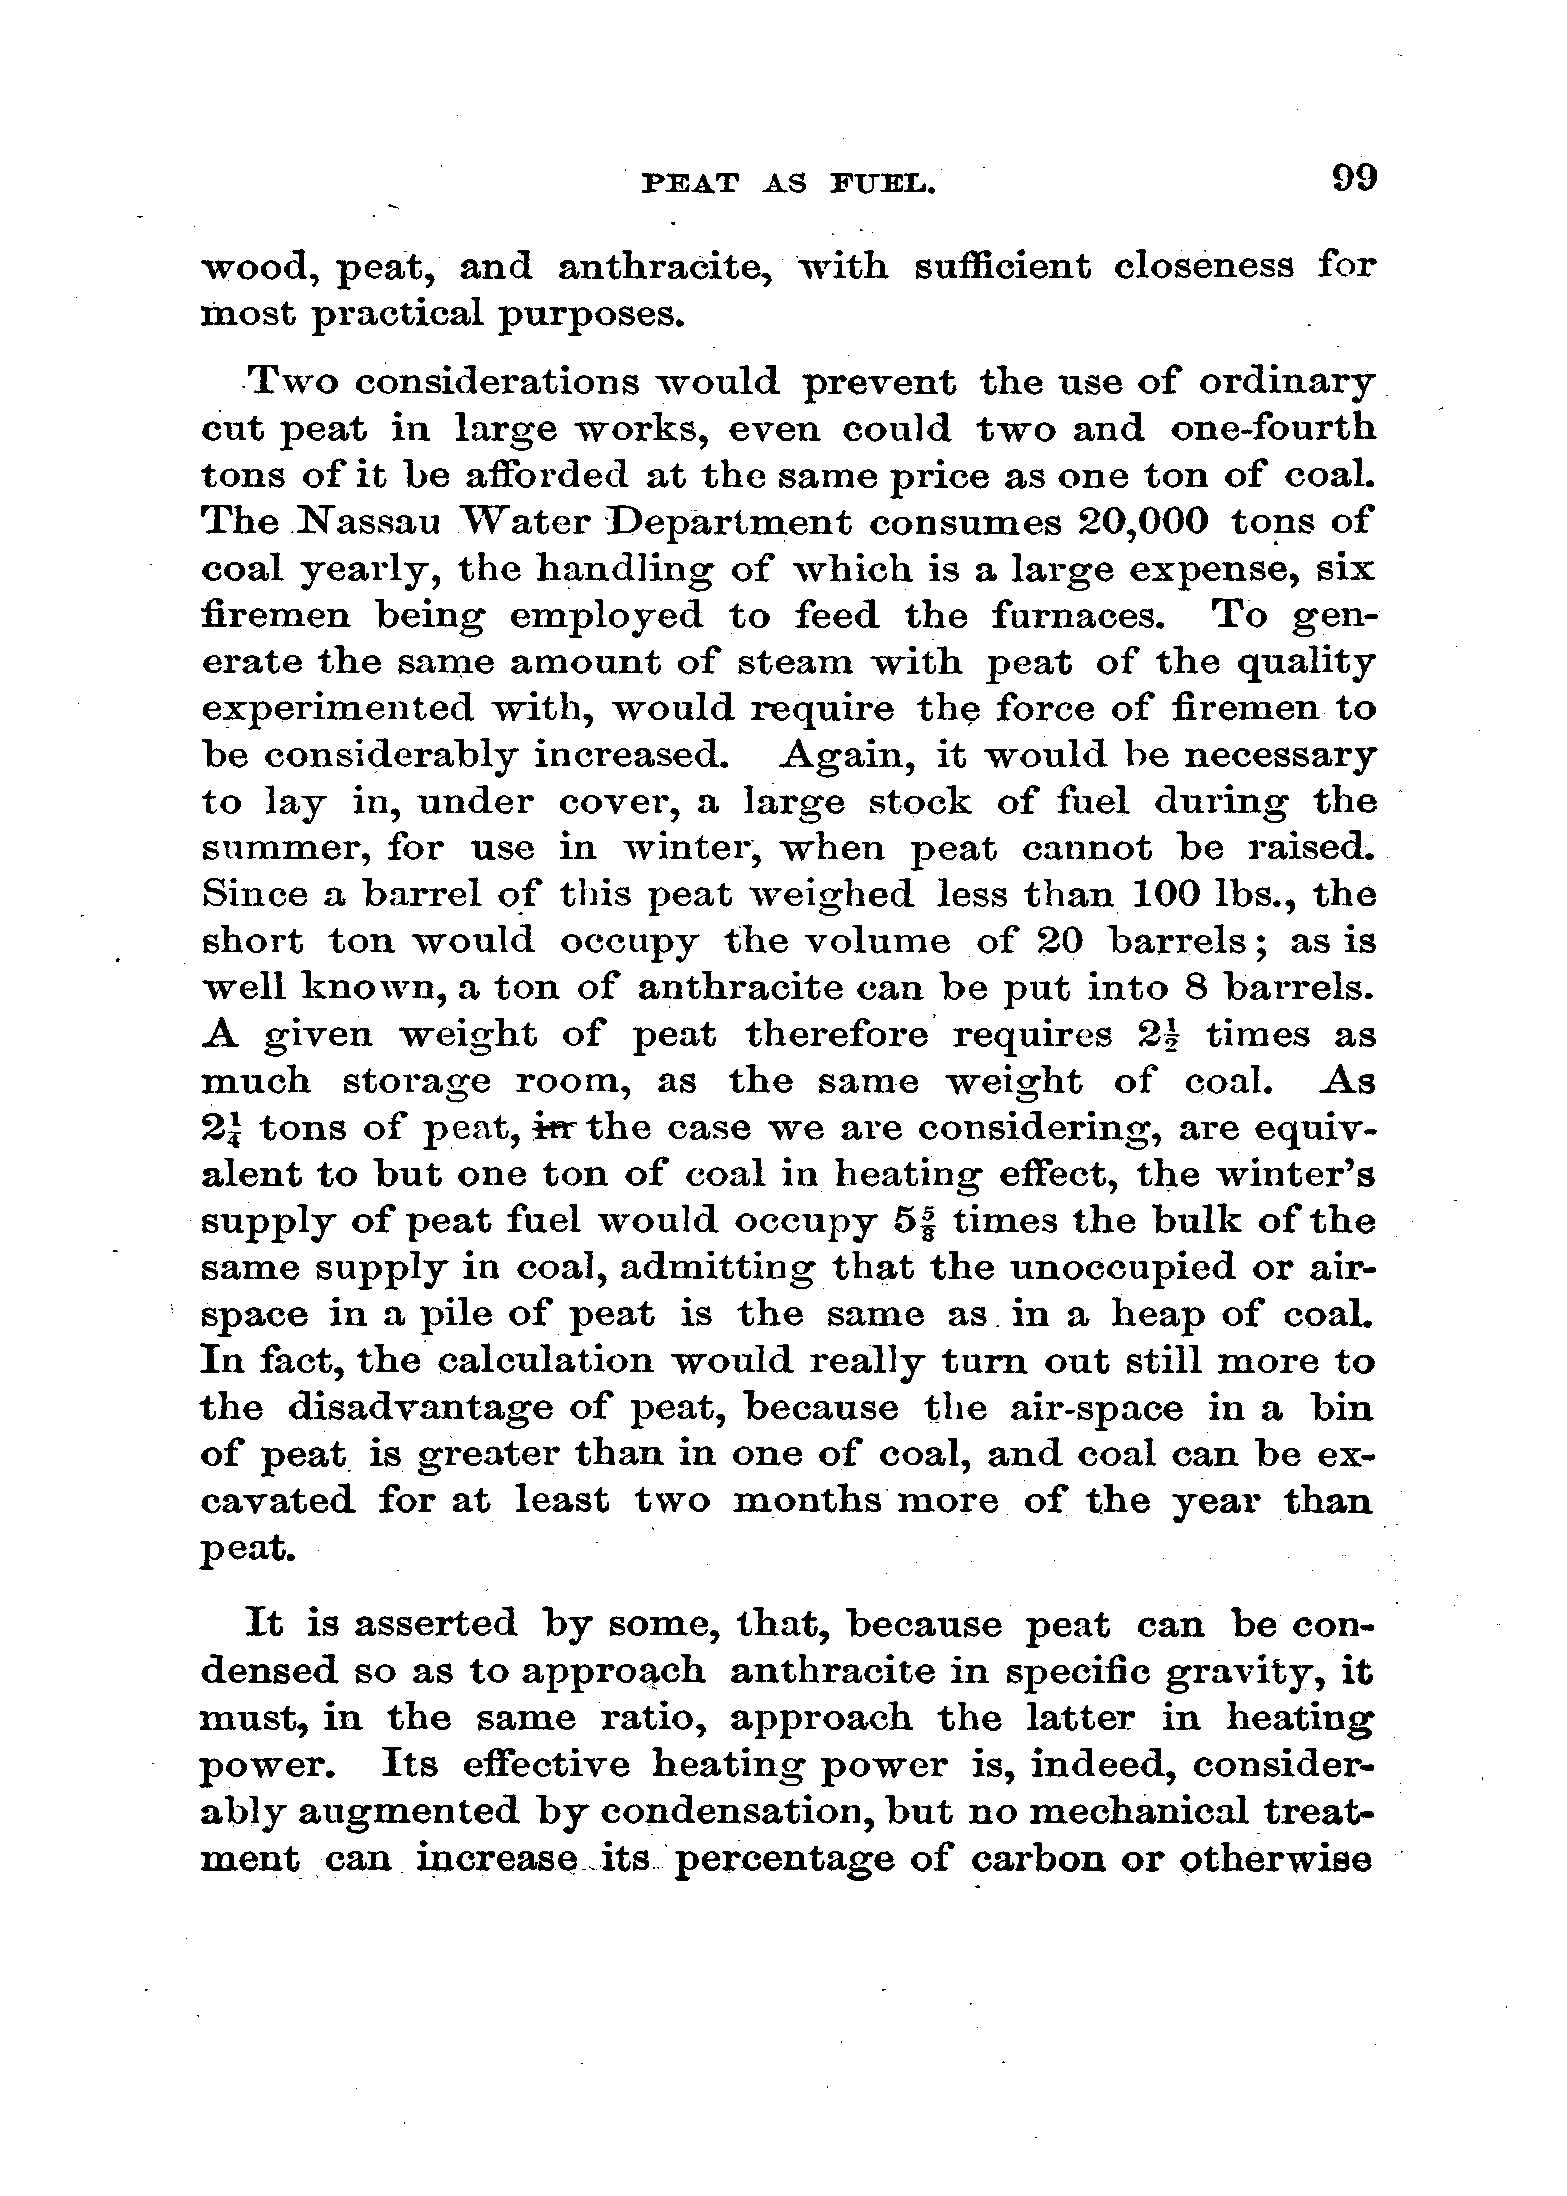 PEAT AS FUEL. 99
wood, peat, and anthracite, with sufficient closeness for
most practical purposes.
Two considerations would prevent the use of ordinary
cut peat in large works, even could two and one-fourth
tons of it be afforded at the same price as one ton of coal.
The Nassau Water Department consumes 20,000 tons of
coal yearly, the handling of which is a large expense, six
firemen being employed to feed the furnaces. To gen-
erate the same amount of steam with peat of the quality
experimented with, would require the force of firemen to
be considerably increased. Again, it would be necessary
to lay in, under cover, a large stock of fuel during the
summer, for use in winter, when peat cannot be raised.
Since a barrel of this peat weighed less than 100 lbs., the
short ton would occupy the volume of 20 barrels; as is
well known, a ton of anthracite can be put into 8 barrels.
A given weight of peat therefore requires 2½ times as
much storage room, as the same weight of coal. As
2¼ tons of peat, in the case we are considering, are equiv-
alent to but one ton of coal in heating effect, the winter's
supply of peat fuel would occupy 5⅝ times the bulk of the
same supply in coal, admitting that the unoccupied or air-
space in a pile of peat is the same as in a heap of coal.
In fact, the calculation would really turn out still more to
the disadvantage of peat, because the air-space in a bin
of peat is greater than in one of coal, and coal can be ex-
cavated for at least two months more of the year than
peat.
It is asserted by some, that, because peat can be con-
densed so as to approach anthracite in specific gravity, it
must, in the same ratio, approach the latter in heating
power. Its effective heating power is, indeed, consider-
ably augmented by condensation, but no mechanical treat-
ment can increase its percentage of carbon or otherwise